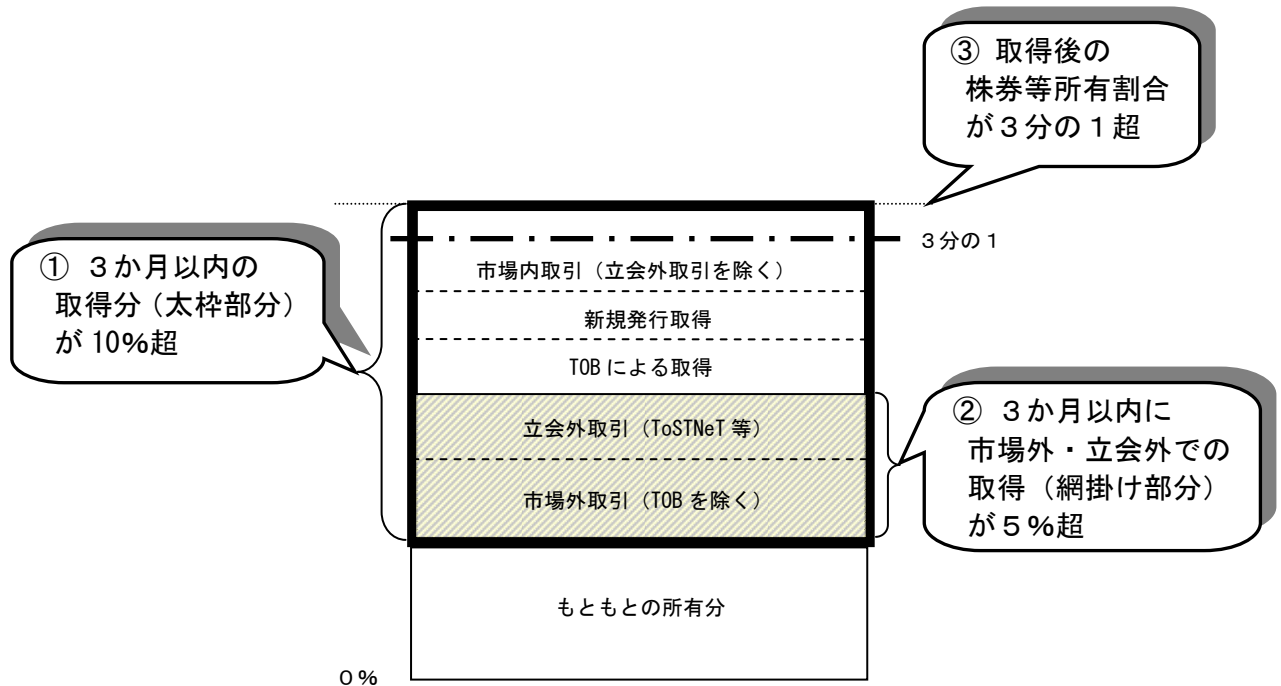 ③ 取得後の
株券等所有割合
が３分の１超
３分の１
① ３か月以内の
取得分（太枠部分）
が 10%超
市場内取引（立会外取引を除く）
新規発行取得
TOB による取得
立会外取引（ToSTNeT 等）
市場外取引（TOB を除く）
② ３か月以内に
市場外・立会外での
取得（網掛け部分）
が５%超
もともとの所有分
０%